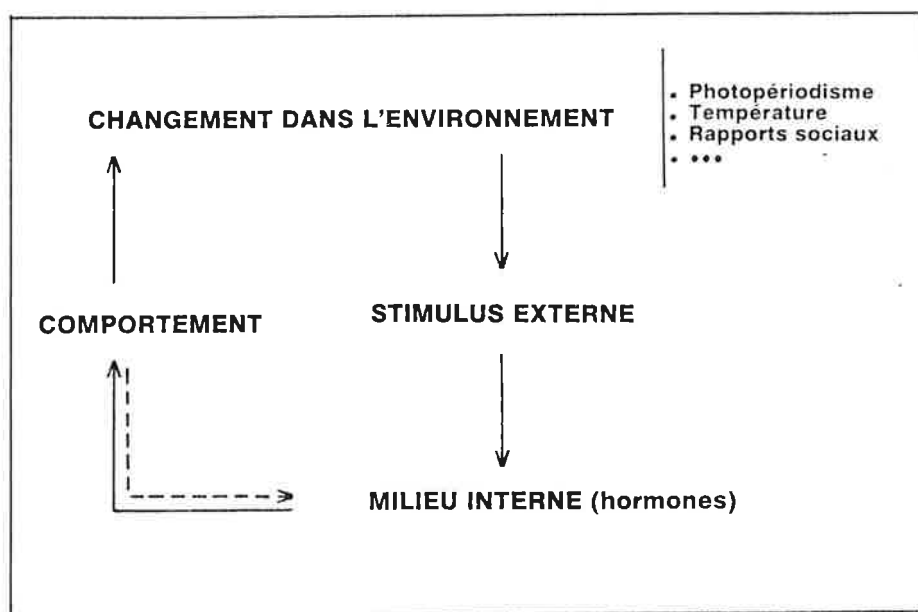 CHANGEMENT DANS L'ENVIRONNEMENT
. Photopériodisme
. Température
. Rapports sociaux
. •••
COMPORTEMENT
STIMULUS EXTERNE
MILIEU INTERNE (hormones)